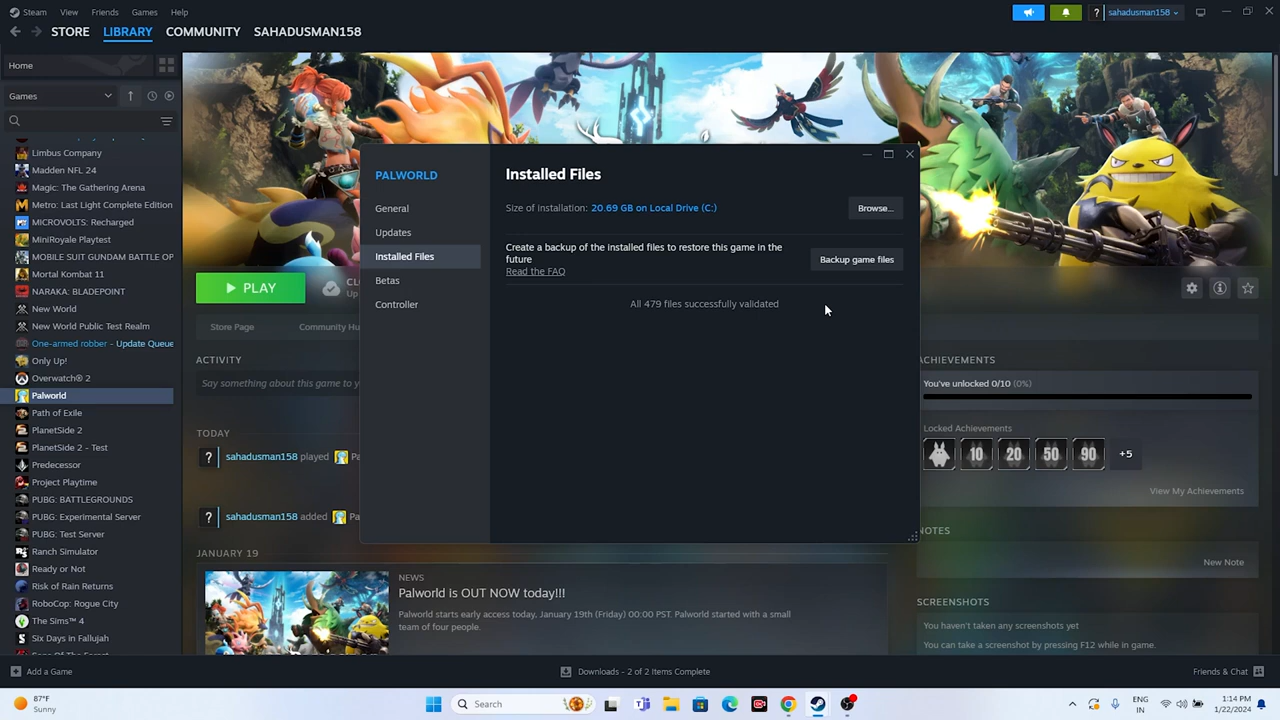 Steam View Friends Games Help
? sahadusman158
STORE LIBRARY COMMUNITY SAHADUSMAN158
Home
Games
Limbus Company
Madden NFL 24
Magic: The Gathering Arena
Metro: Last Light Complete Edition
MICROVOLTS: Recharged
MiniRoyale Playtest
MOBILE SUIT GUNDAM BATTLE OP
Mortal Kombat 11
NARAKA: BLADEPOINT
New World
New World Public Test Realm
One-armed robber - Update Queue
Only Up!
Overwatch® 2
Palworld
Path of Exile
PlanetSide 2
PlanetSide 2 - Test
Predecessor
Project Playtime
PUBG: BATTLEGROUNDS
PUBG: Experimental Server
PUBG: Test Server
Ranch Simulator
Ready or Not
Risk of Rain Returns
RoboCop: Rogue City
The Sims™ 4
Six Days in Fallujah
PLAY
CL
Up
Store Page Community Hu
ACTIVITY
Say something about this game to y
TODAY
? sahadusman158 played Pa
? sahadusman158 added Pa
JANUARY 19
NEWS
Palworld is OUT NOW today!!!
Palworld starts early access today, January 19th (Friday) 00:00 PST. Palworld started with a small
team of four people.
PALWORLD
General
Updates
Installed Files
Betas
Controller
Installed Files
Size of installation: 20.69 GB on Local Drive (C:)
Browse...
Create a backup of the installed files to restore this game in the
future
Read the FAQ
Backup game files
All 479 files successfully validated
ACHIEVEMENTS
You've unlocked 0/10 (0%)
Locked Achievements
10 20 50 90 +5
View My Achievements
NOTES
New Note
SCREENSHOTS
You haven't taken any screenshots yet
You can take a screenshot by pressing F12 while in game.
Add a Game
Downloads - 2 of 2 Items Complete
Friends & Chat
87°F
Sunny
Search
ENG
IN
1:14 PM
1/22/2024